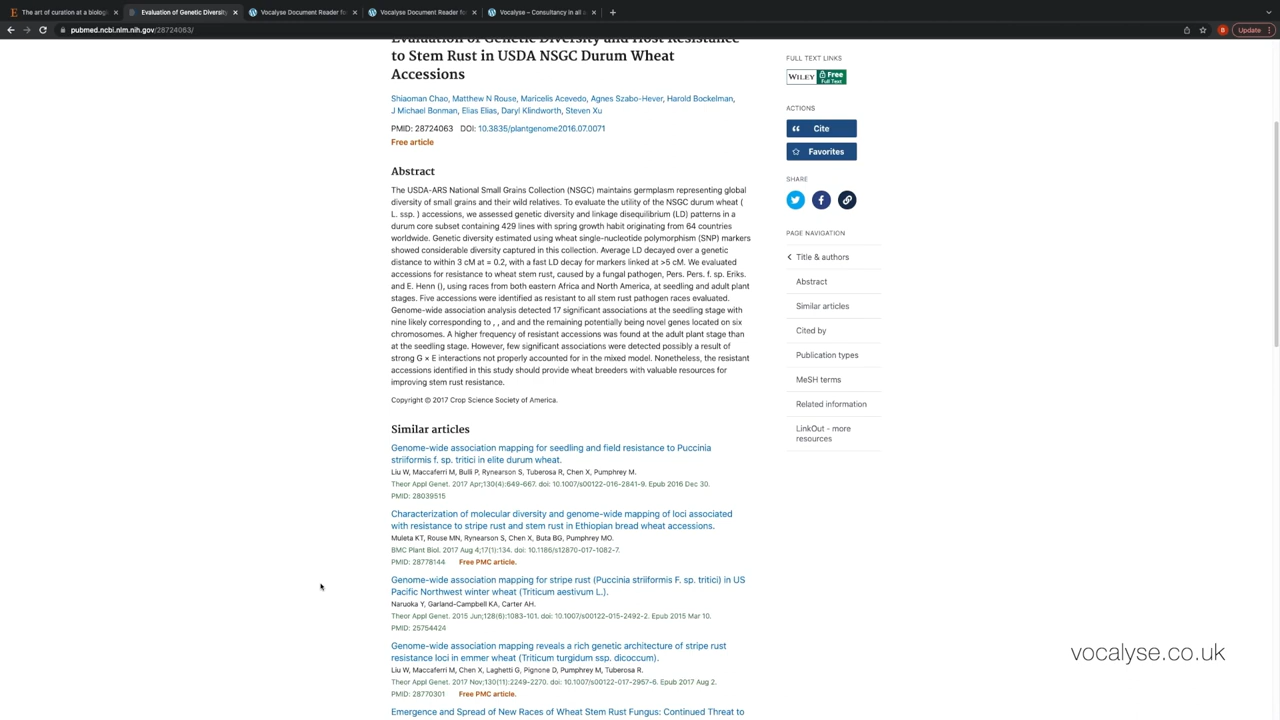 The art of curation at a biologi
Evaluation of Genetic Diversity
Vocalyse Document Reader for
Vocalyse Document Reader for
Vocalyse – Consultancy in all o
pubmed.ncbi.nlm.nih.gov/28724063/
B
Update
Evaluation of Genetic Diversity and Host Resistance
to Stem Rust in USDA NSGC Durum Wheat
Accessions
Shiaoman Chao, Matthew N Rouse, Maricelis Acevedo, Agnes Szabo-Hever, Harold Bockelman,
J Michael Bonman, Elias Elias, Daryl Klindworth, Steven Xu
PMID: 28724063 DOI: 10.3835/plantgenome2016.07.0071
Free article
Abstract
The USDA-ARS National Small Grains Collection (NSGC) maintains germplasm representing global
diversity of small grains and their wild relatives. To evaluate the utility of the NSGC durum wheat (
L. ssp. ) accessions, we assessed genetic diversity and linkage disequilibrium (LD) patterns in a
durum core subset containing 429 lines with spring growth habit originating from 64 countries
worldwide. Genetic diversity estimated using wheat single-nucleotide polymorphism (SNP) markers
showed considerable diversity captured in this collection. Average LD decayed over a genetic
distance to within 3 cM at = 0.2, with a fast LD decay for markers linked at >5 cM. We evaluated
accessions for resistance to wheat stem rust, caused by a fungal pathogen, Pers. Pers. f. sp. Eriks.
and E. Henn (), using races from both eastern Africa and North America, at seedling and adult plant
stages. Five accessions were identified as resistant to all stem rust pathogen races evaluated.
Genome-wide association analysis detected 17 significant associations at the seedling stage with
nine likely corresponding to , , and and the remaining potentially being novel genes located on six
chromosomes. A higher frequency of resistant accessions was found at the adult plant stage than
at the seedling stage. However, few significant associations were detected possibly a result of
strong G × E interactions not properly accounted for in the mixed model. Nonetheless, the resistant
accessions identified in this study should provide wheat breeders with valuable resources for
improving stem rust resistance.
Copyright © 2017 Crop Science Society of America.
Similar articles
Genome-wide association mapping for seedling and field resistance to Puccinia
striiformis f. sp. tritici in elite durum wheat.
Liu W, Maccaferri M, Bulli P, Rynearson S, Tuberosa R, Chen X, Pumphrey M.
Theor Appl Genet. 2017 Apr;130(4):649-667. doi: 10.1007/s00122-016-2841-9. Epub 2016 Dec 30.
PMID: 28039515
Characterization of molecular diversity and genome-wide mapping of loci associated
with resistance to stripe rust and stem rust in Ethiopian bread wheat accessions.
Muleta KT, Rouse MN, Rynearson S, Chen X, Buta BG, Pumphrey MO.
BMC Plant Biol. 2017 Aug 4;17(1):134. doi: 10.1186/s12870-017-1082-7.
PMID: 28778144 Free PMC article.
Genome-wide association mapping for stripe rust (Puccinia striiformis F. sp. tritici) in US
Pacific Northwest winter wheat (Triticum aestivum L.).
Naruoka Y, Garland-Campbell KA, Carter AH.
Theor Appl Genet. 2015 Jun;128(6):1083-101. doi: 10.1007/s00122-015-2492-2. Epub 2015 Mar 10.
PMID: 25754424
Genome-wide association mapping reveals a rich genetic architecture of stripe rust
resistance loci in emmer wheat (Triticum turgidum ssp. dicoccum).
Liu W, Maccaferri M, Chen X, Laghetti G, Pignone D, Pumphrey M, Tuberosa R.
Theor Appl Genet. 2017 Nov;130(11):2249-2270. doi: 10.1007/s00122-017-2957-6. Epub 2017 Aug 2.
PMID: 28770301 Free PMC article.
Emergence and Spread of New Races of Wheat Stem Rust Fungus: Continued Threat to
FULL TEXT LINKS
WILEY Free
Full Text
ACTIONS
Cite
Favorites
SHARE
PAGE NAVIGATION
Title & authors
Abstract
Similar articles
Cited by
Publication types
MeSH terms
Related information
LinkOut - more
resources
vocalyse.co.uk